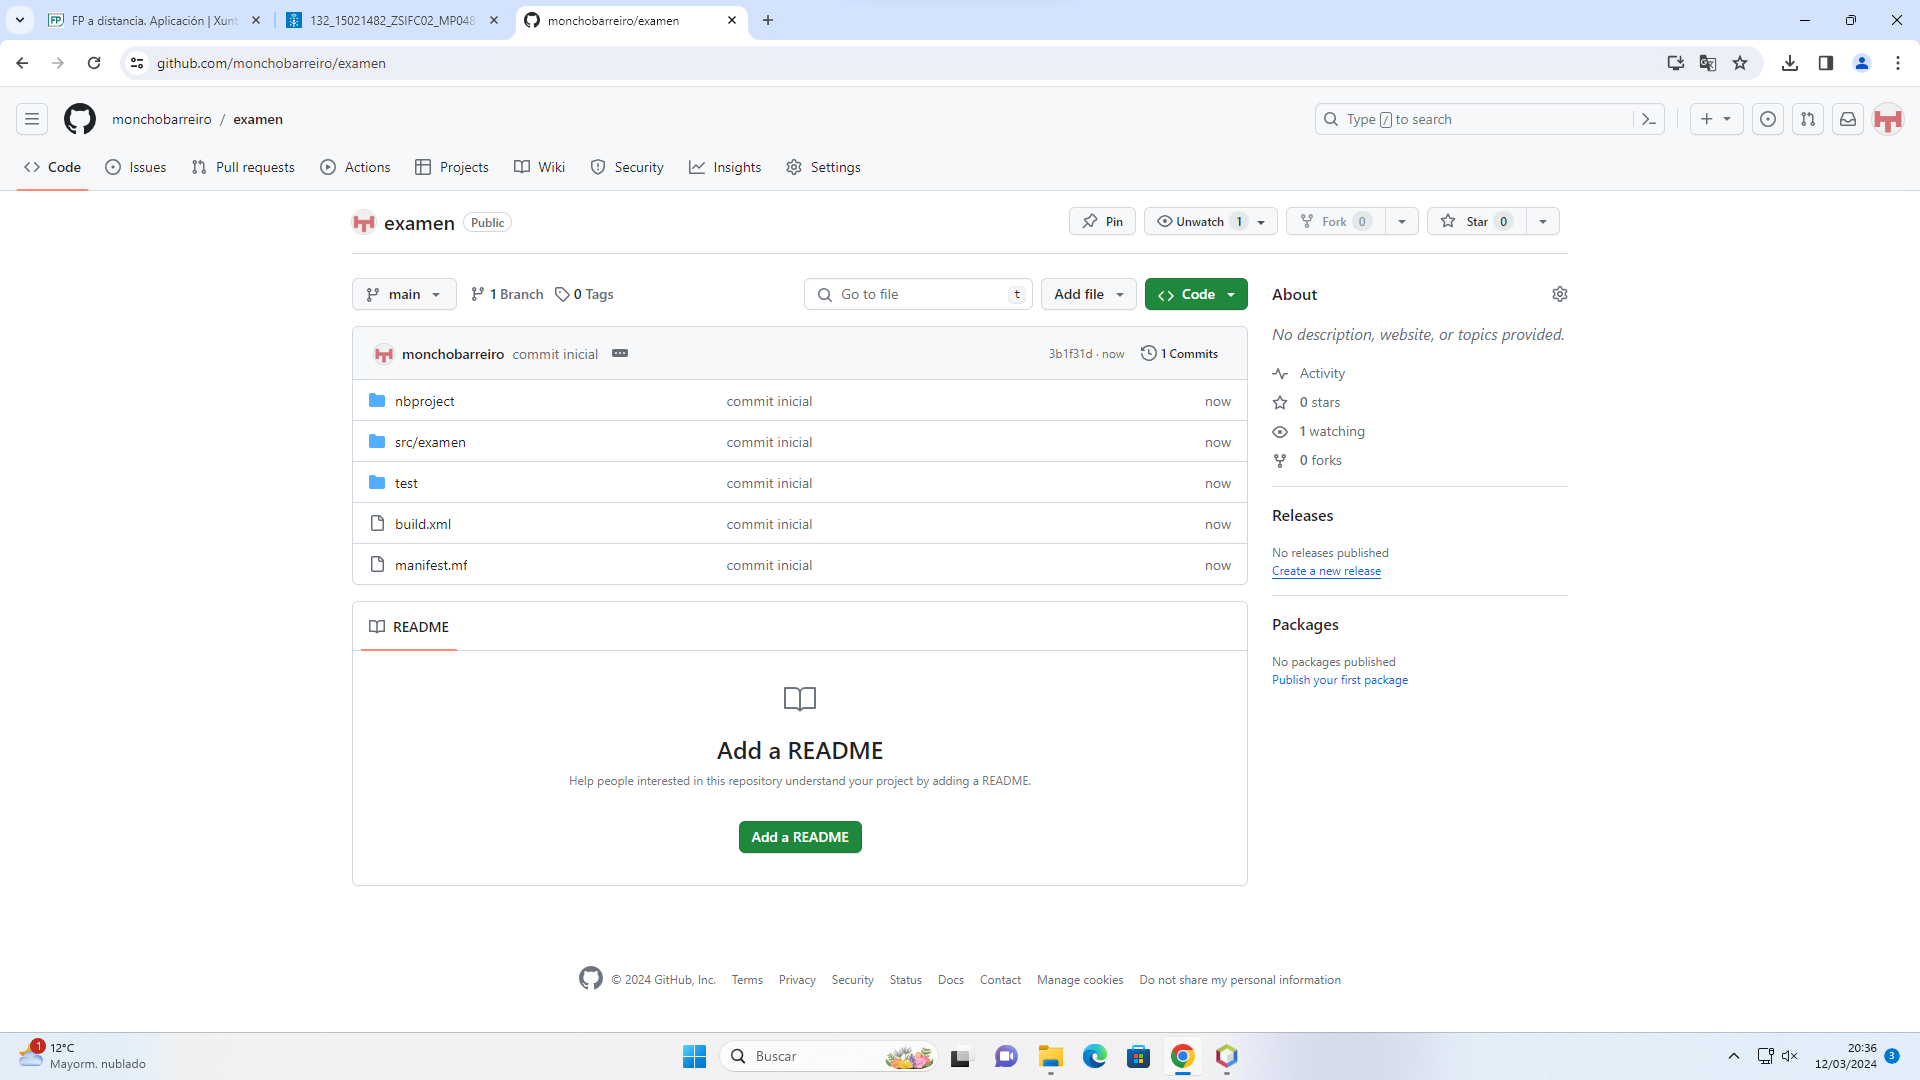 FP a distancia. Aplicación | Xunt
132_15021482_ZSIFC02_MP048
monchobarreiro/examen
github.com/monchobarreiro/examen
monchobarreiro / examen
Type / to search
Code
Issues
Pull requests
Actions
Projects
Wiki
Security
Insights
Settings
examen
Public
Pin
Unwatch 1
Fork 0
Star 0
main
1 Branch
0 Tags
Go to file
t
Add file
Code
monchobarreiro commit inicial
3b1f31d · now
1 Commits
nbproject commit inicial now
src/examen commit inicial now
test commit inicial now
build.xml commit inicial now
manifest.mf commit inicial now
README
Add a README
Help people interested in this repository understand your project by adding a README.
Add a README
About
No description, website, or topics provided.
Activity
0 stars
1 watching
0 forks
Releases
No releases published
Create a new release
Packages
No packages published
Publish your first package
© 2024 GitHub, Inc.
Terms
Privacy
Security
Status
Docs
Contact
Manage cookies
Do not share my personal information
1
12°C
Mayorm. nublado
Buscar
20:36
12/03/2024
3